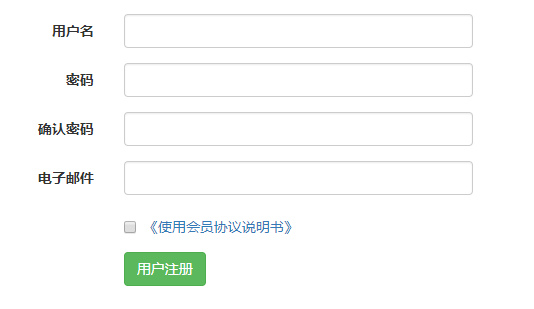 用户名
密码
确认密码
电子邮件
《使用会员协议说明书》
用户注册